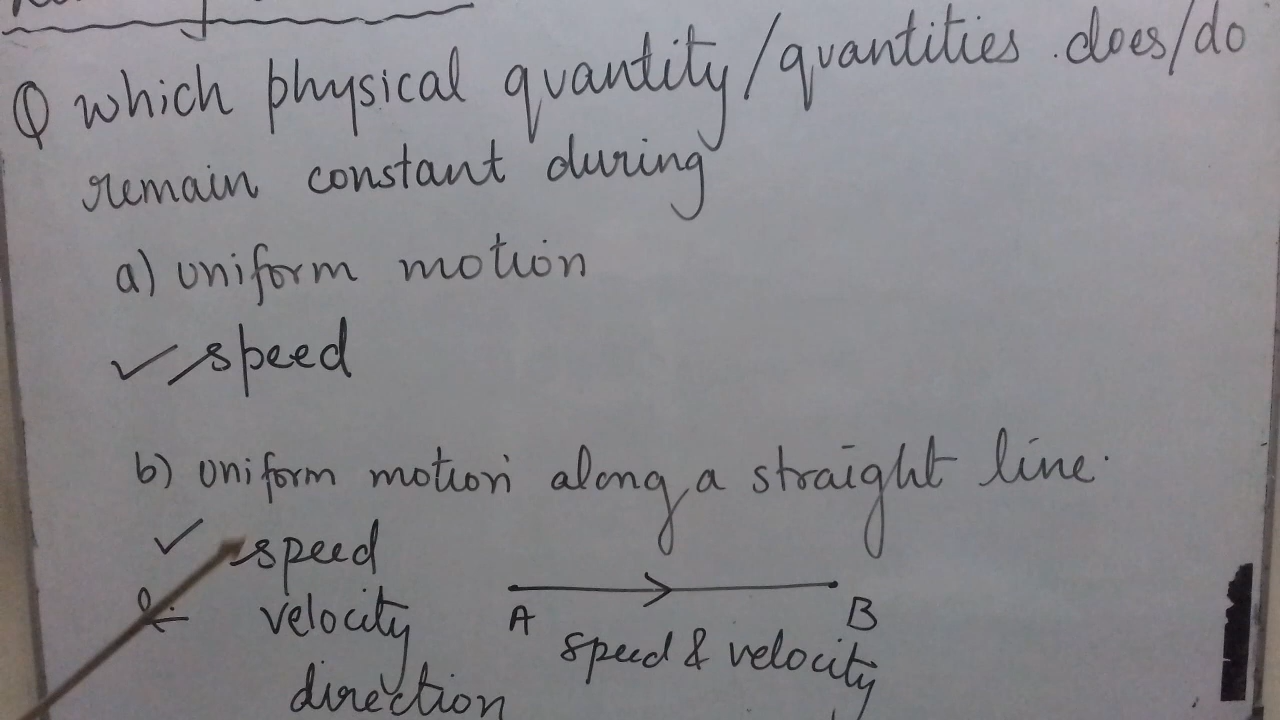 Q which physical quantity/quantities does/do
remain constant during
a) uniform motion
✓ speed
b) uniform motion along a straight line.
✓ speed
velocity
direction
A B
speed & velocity